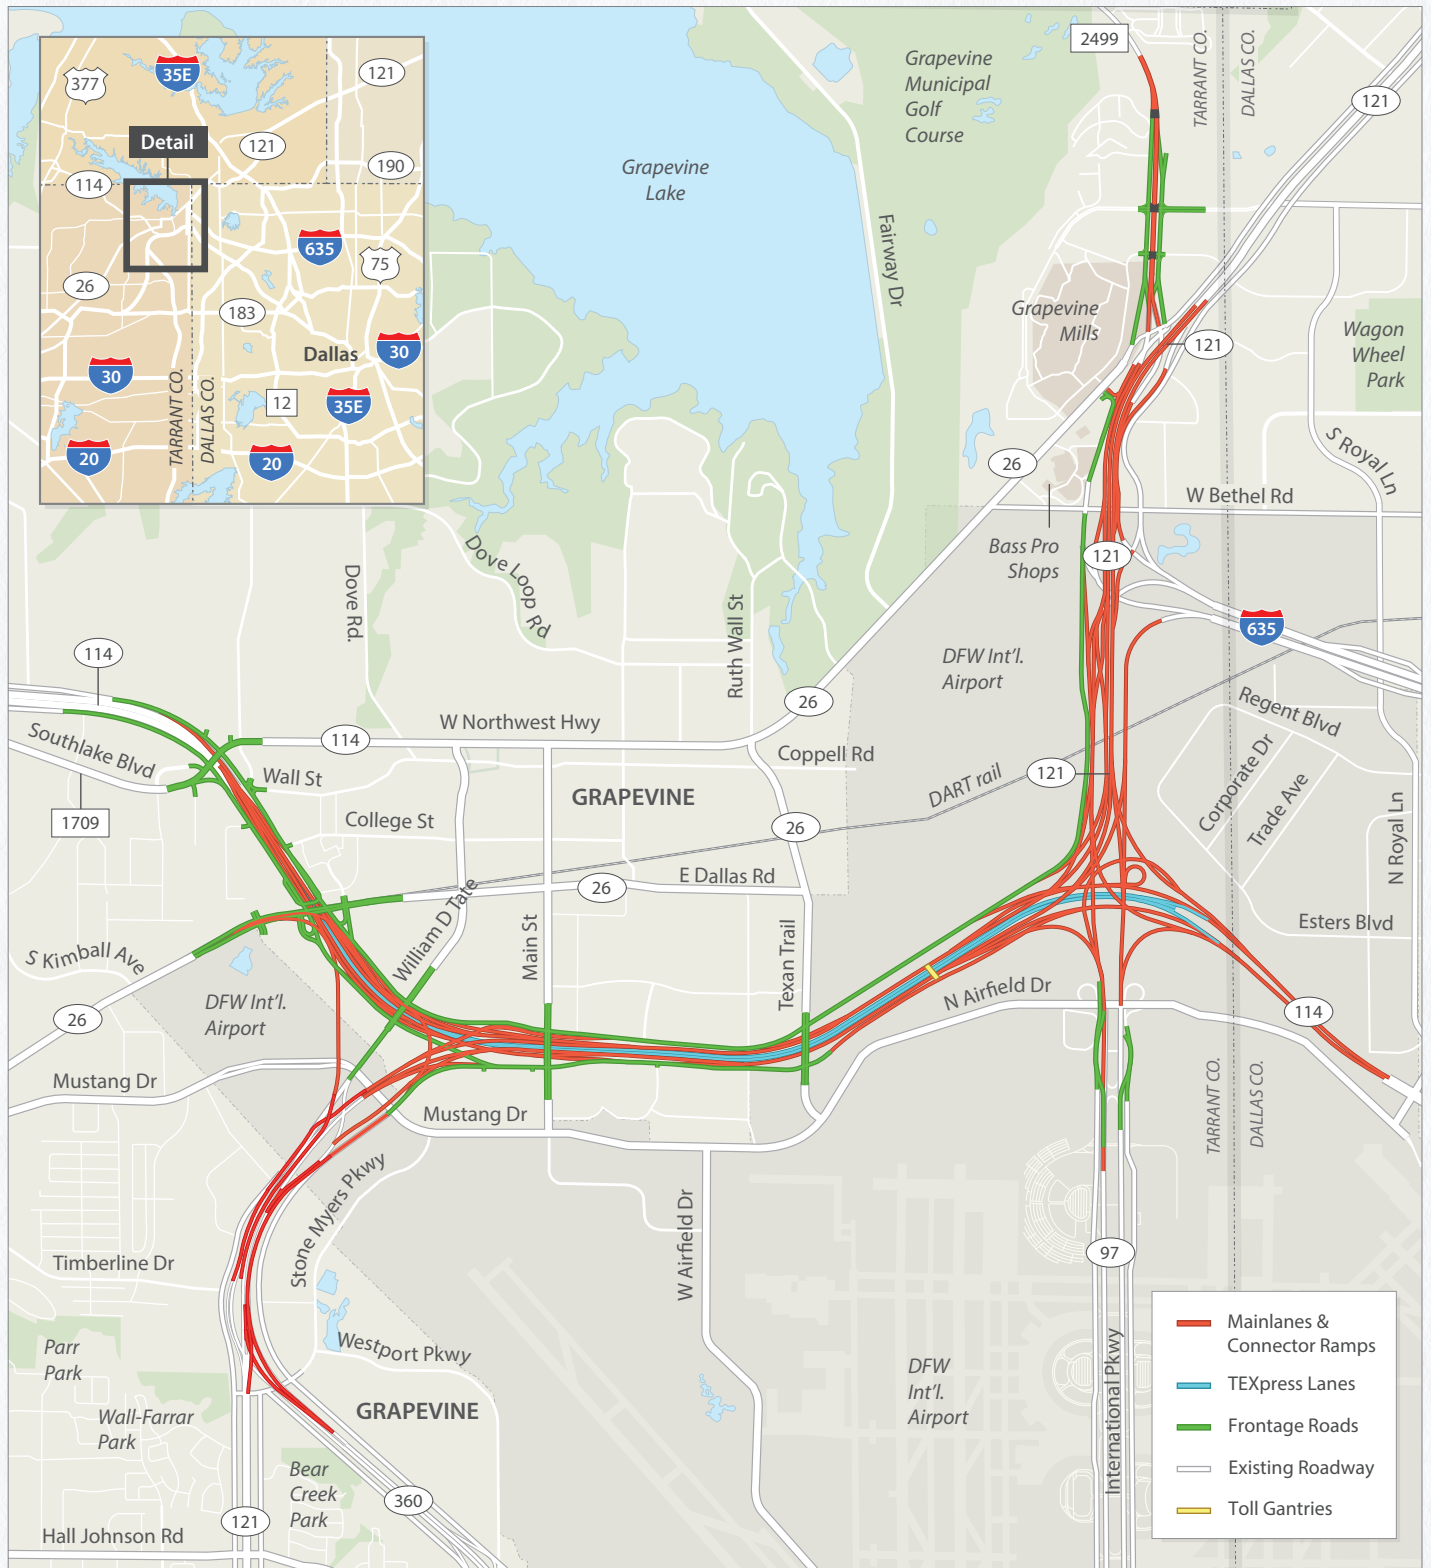 377
35E
121
Detail
121
190
114
635
75
26
183
Dallas
30
30
12
35E
TARRANT CO.
DALLAS CO.
20
20
2499
TARRANT CO.
DALLAS CO.
121
Grapevine
Municipal
Golf
Course
Grapevine
Lake
Fairway Dr
Grapevine
Mills
121
Wagon
Wheel
Park
26
S Royal Ln
W Bethel Rd
Bass Pro
Shops
121
Dove Rd.
Dove Loop Rd
Ruth Wall St
635
DFW Int'l.
Airport
114
26
Regent Blvd
W Northwest Hwy
114
Southlake Blvd
Coppell Rd
Wall St
121
DART rail
Corporate Dr
Trade Ave
GRAPEVINE
1709
College St
26
N Royal Ln
E Dallas Rd
26
William D Tate
Main St
Texan Trail
Esters Blvd
S Kimball Ave
N Airfield Dr
DFW Int'l.
Airport
26
114
Mustang Dr
Mustang Dr
TARRANT CO.
DALLAS CO.
Stone Myers Pkwy
W Airfield Dr
97
Timberline Dr
Parr
Park
Westport Pkwy
International Pkwy
DFW
Int'l.
Airport
Wall-Farrar
Park
GRAPEVINE
Bear
Creek
Park
360
121
Hall Johnson Rd
Mainlanes &
Connector Ramps
TEXpress Lanes
Frontage Roads
Existing Roadway
Toll Gantries